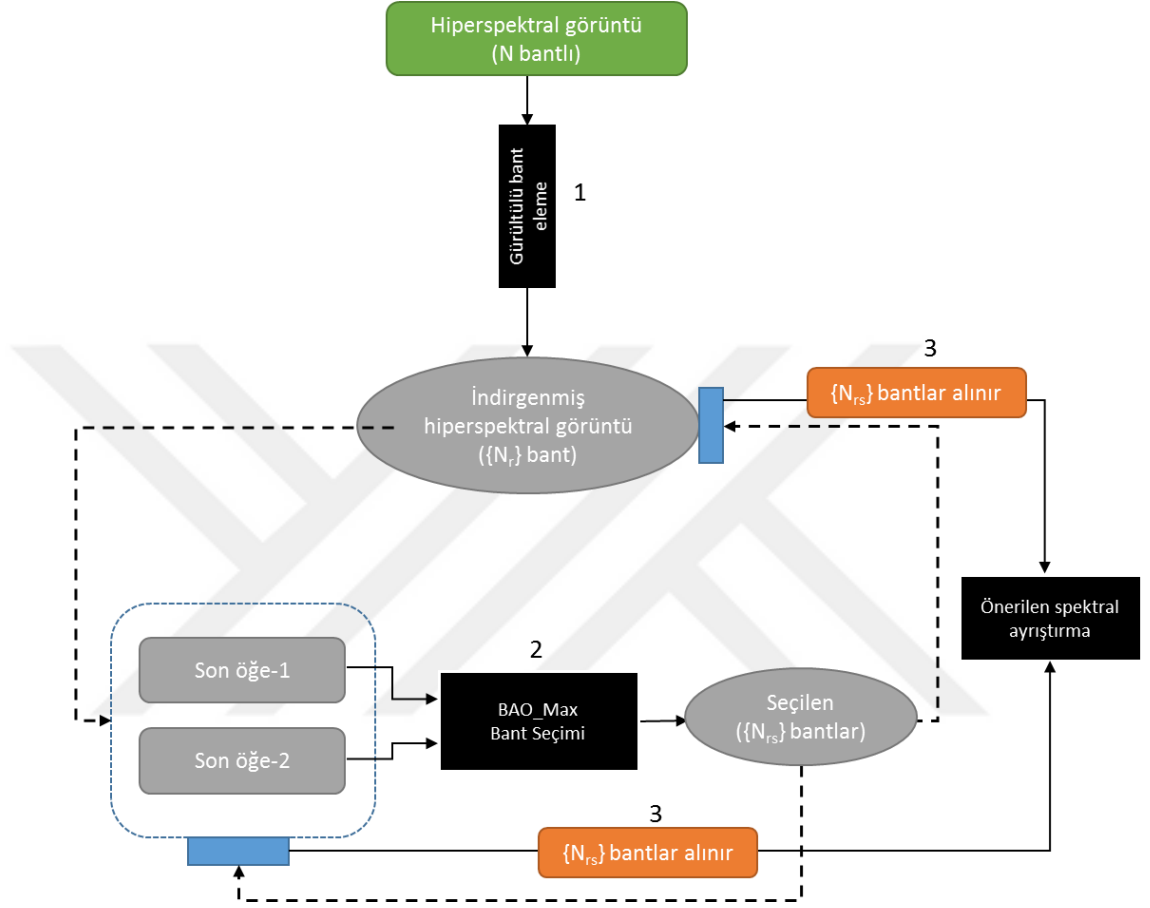 Hiperspektral görüntü
(N bantlı)
Gürültülü bant
eleme
1
İndirgenmiş
hiperspektral görüntü
({Nr} bant)
3
{Nrs} bantlar alınır
Önerilen spektral
ayrıştırma
Son öğe-1
Son öğe-2
2
BAO_Max
Bant Seçimi
Seçilen
({Nrs} bantlar)
3
{Nrs} bantlar alınır